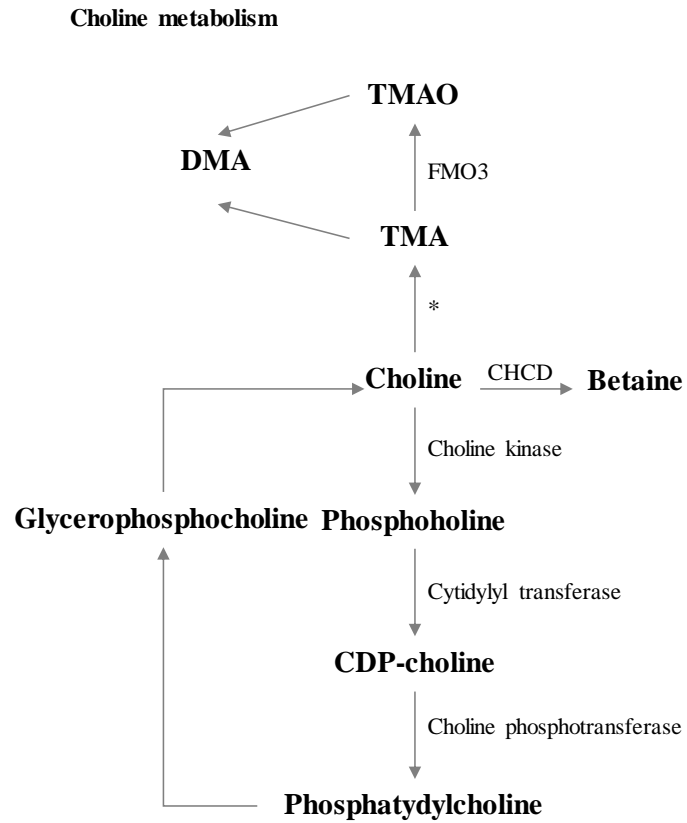 Choline metabolism
TMAO
DMA
FMO3
TMA
*
Choline
CHCD
Betaine
Choline kinase
Glycerophosphocholine
Phosphoholine
Cytidylyl transferase
CDP-choline
Choline phosphotransferase
Phosphatydylcholine